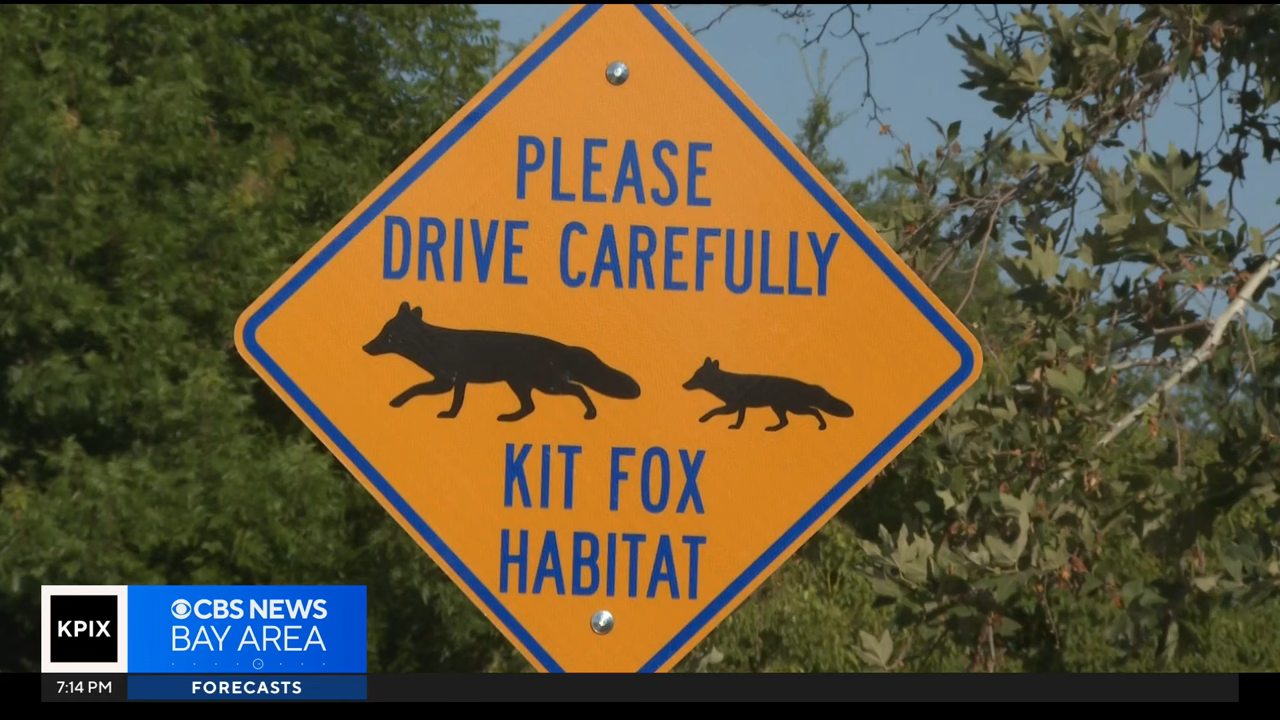 PLEASE
DRIVE CAREFULLY
KIT FOX
HABITAT
KPIX
CBS NEWS
BAY AREA
7:14 PM
FORECASTS